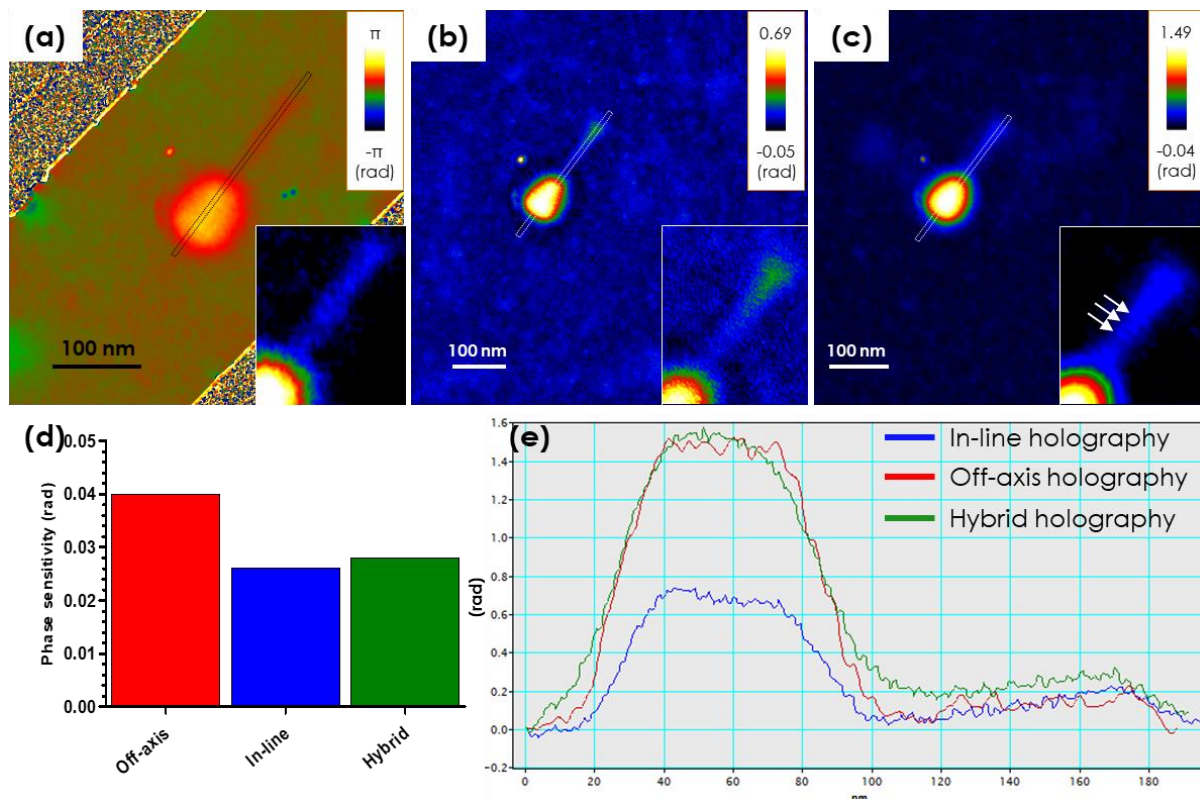 (a)
π
-π
(rad)
100 nm
(b)
0.69
-0.05
(rad)
100 nm
(c)
1.49
-0.04
(rad)
100 nm
(d)
Phase sensitivity (rad)
0.05
0.04
0.03
0.02
0.01
0.00
Off-axis
In-line
Hybrid
(e)
(rad)
1.6
1.4
1.2
1.0
0.8
0.6
0.4
0.2
0.0
-0.2
In-line holography
Off-axis holography
Hybrid holography
0
20
40
60
80
100
120
140
160
180
nm